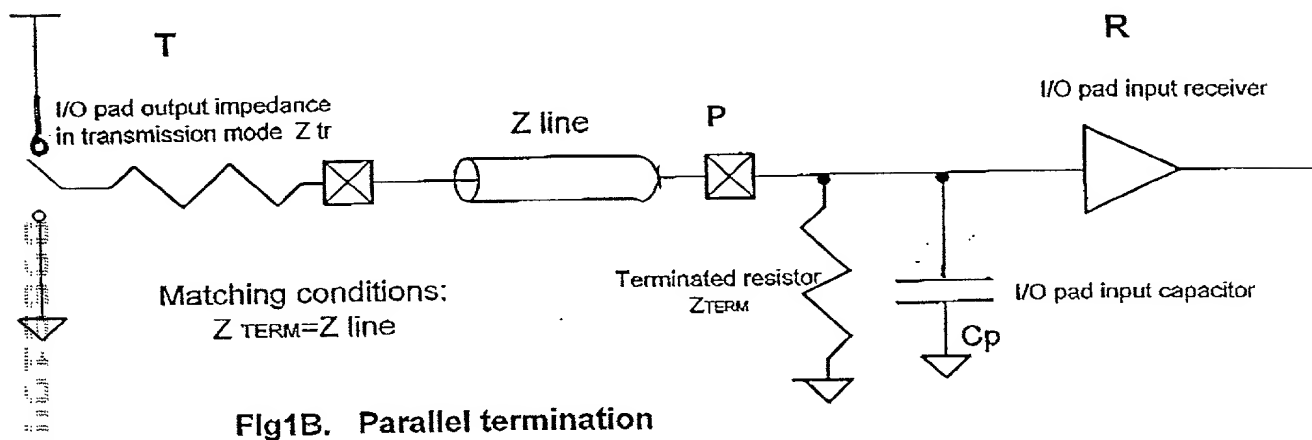 T
R
I/O pad output impedance
in transmission mode Z tr
I/O pad input receiver
Z line
P
Terminated resistor
ZTERM
I/O pad input capacitor
Cp
Matching conditions:
Z TERM=Z line
FIg1B. Parallel termination